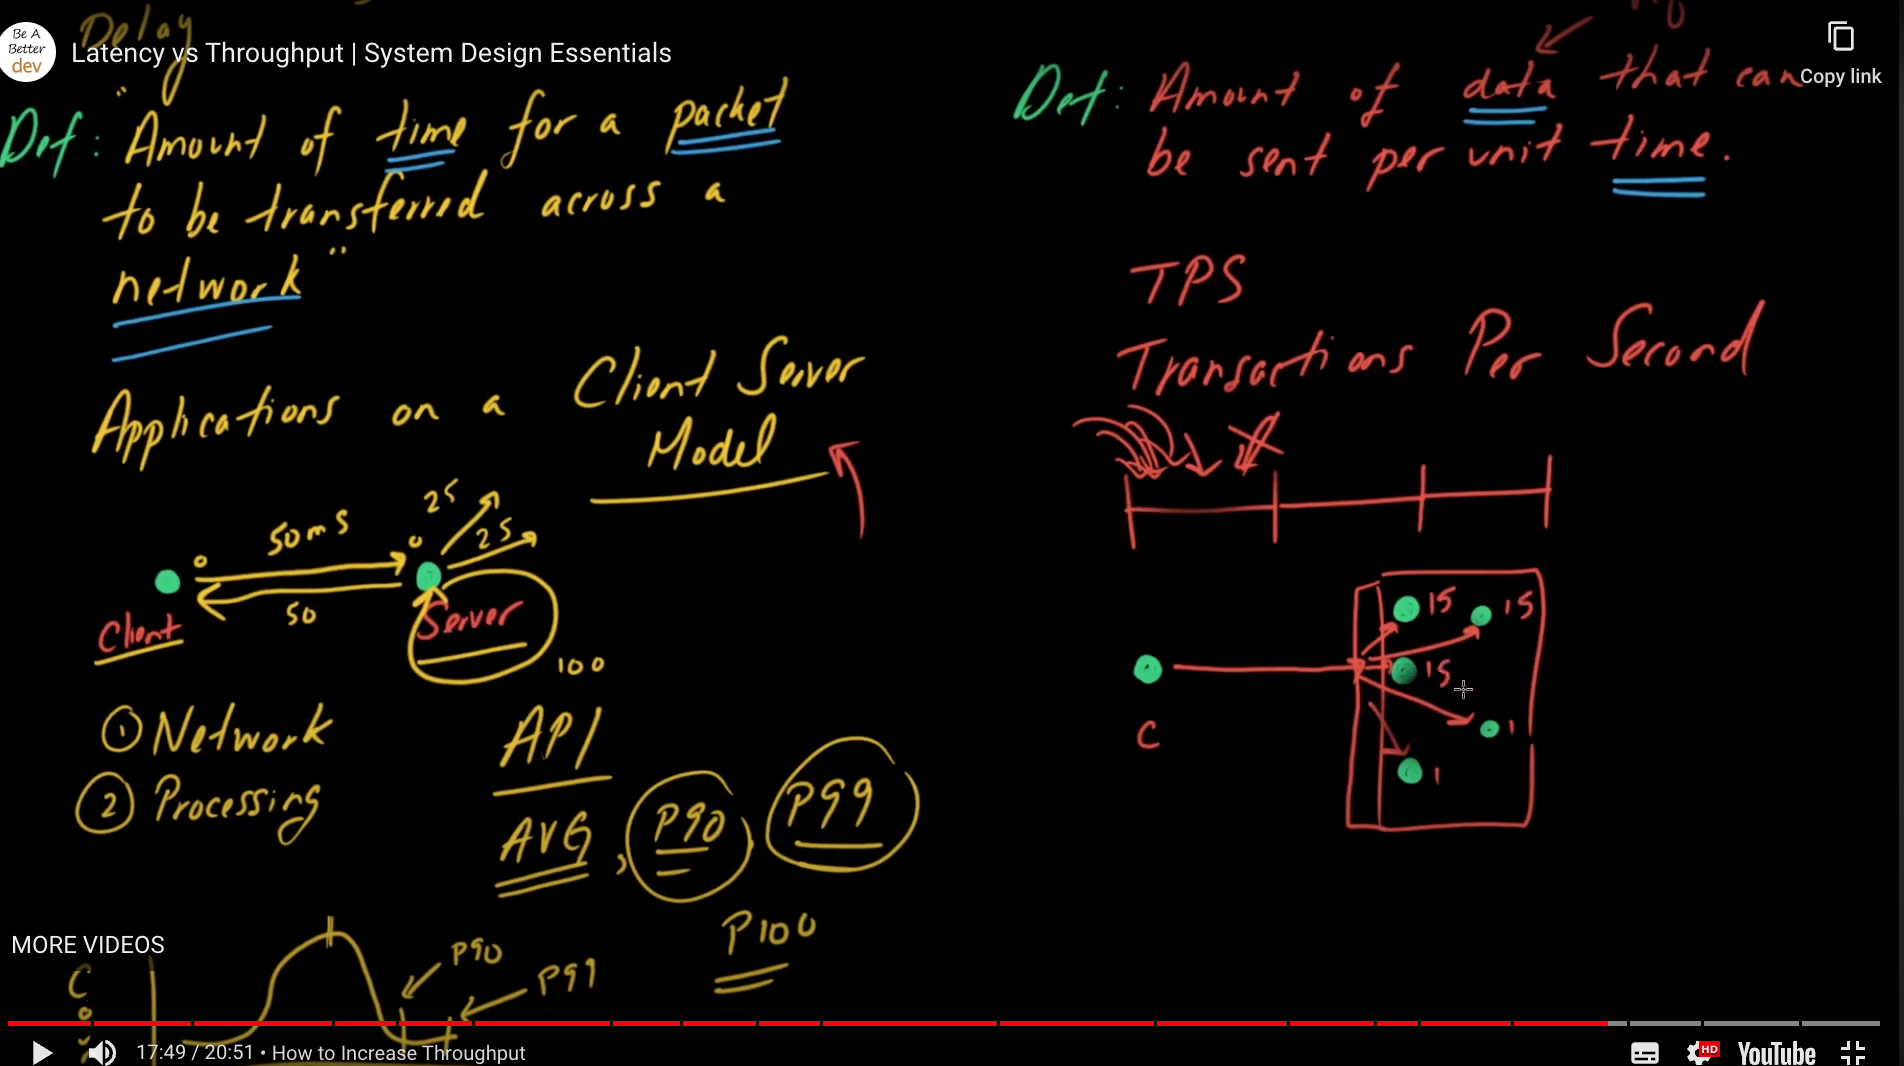 Delay
Be A
Better
dev
Latency vs Throughput | System Design Essentials
Copy link
Def: "Amount of time for a packet
to be transferred across a
network"
Applications on a Client Server
Model
50ms
25
25
50
Client
Server
100
① Network
② Processing
API
AVG, P90, P99
P100
P90
P99
C
Def: Amount of data that can
be sent per unit time.
TPS
Transactions Per Second
15
15
15
1
1
C
MORE VIDEOS
17:49 / 20:51 • How to Increase Throughput
HD
YouTube